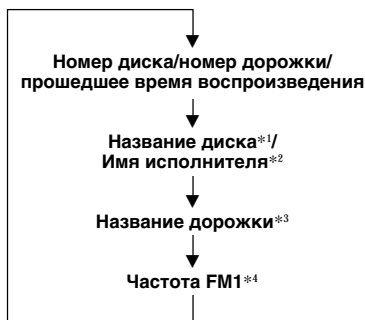 Номер диска/номер дорожки/
прошедшее время воспроизведения
Название диска*1/
Имя исполнителя*2
Название дорожки*3
Частота FM1*4